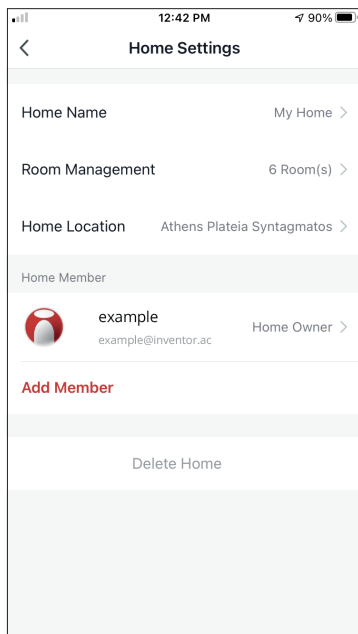 12:42 PM
90%
Home Settings
Home Name
My Home
Room Management
6 Room(s)
Home Location
Athens Plateia Syntagmatos
Home Member
example
example@inventor.ac
Home Owner
Add Member
Delete Home